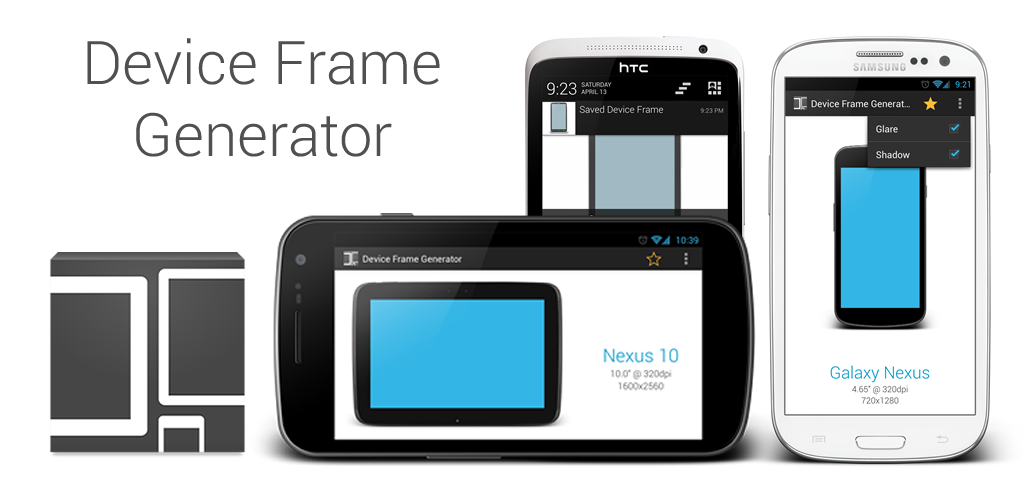 Device Frame
Generator
hTC
9:23
SATURDAY
APRIL 13
Saved Device Frame
9:23 PM
SAMSUNG
9:21
Device Frame Generat...
Glare
Shadow
Galaxy Nexus
4.65" @ 320dpi
720x1280
10:39
Device Frame Generator
Nexus 10
10.0" @ 320dpi
1600x2560